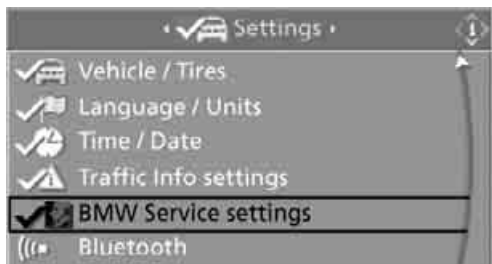 Settings
Vehicle / Tires
Language / Units
Time / Date
Traffic Info settings
BMW Service settings
Bluetooth